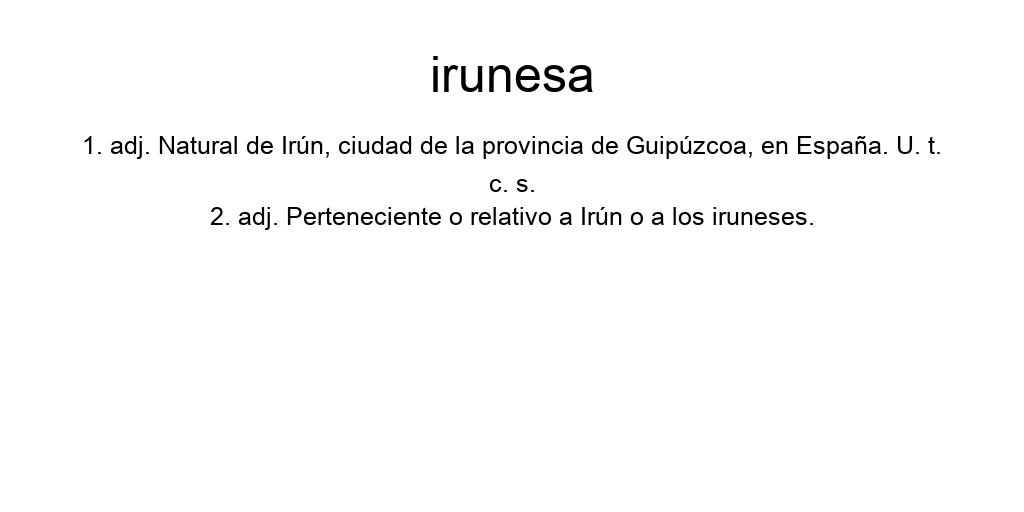 irunesa
1. adj. Natural de Irún, ciudad de la provincia de Guipúzcoa, en España. U. t.
c. s.
2. adj. Perteneciente o relativo a Irún o a los iruneses.